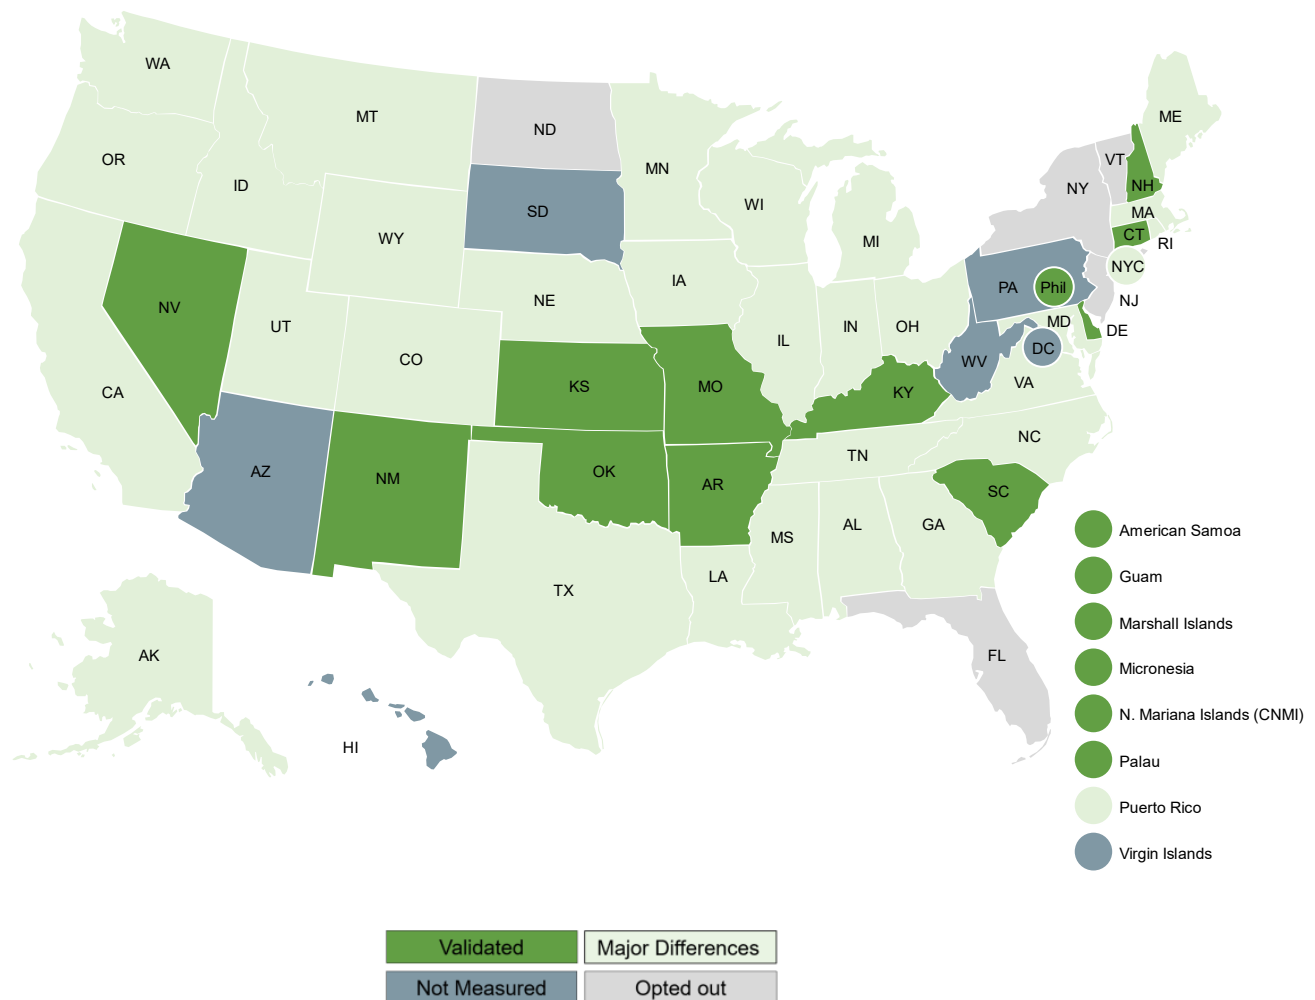 WA
MT
ND
MN
ME
OR
ID
SD
WI
MI
NY
VT
NH
MA
CT
RI
NYC
WY
NE
IA
PA
Phil
NJ
NV
UT
CO
IL
IN
OH
MD
DE
DC
WV
VA
CA
KS
MO
KY
NC
AZ
NM
OK
AR
TN
SC
MS
AL
GA
TX
LA
FL
AK
HI
American Samoa
Guam
Marshall Islands
Micronesia
N. Mariana Islands (CNMI)
Palau
Puerto Rico
Virgin Islands
Validated
Major Differences
Not Measured
Opted out